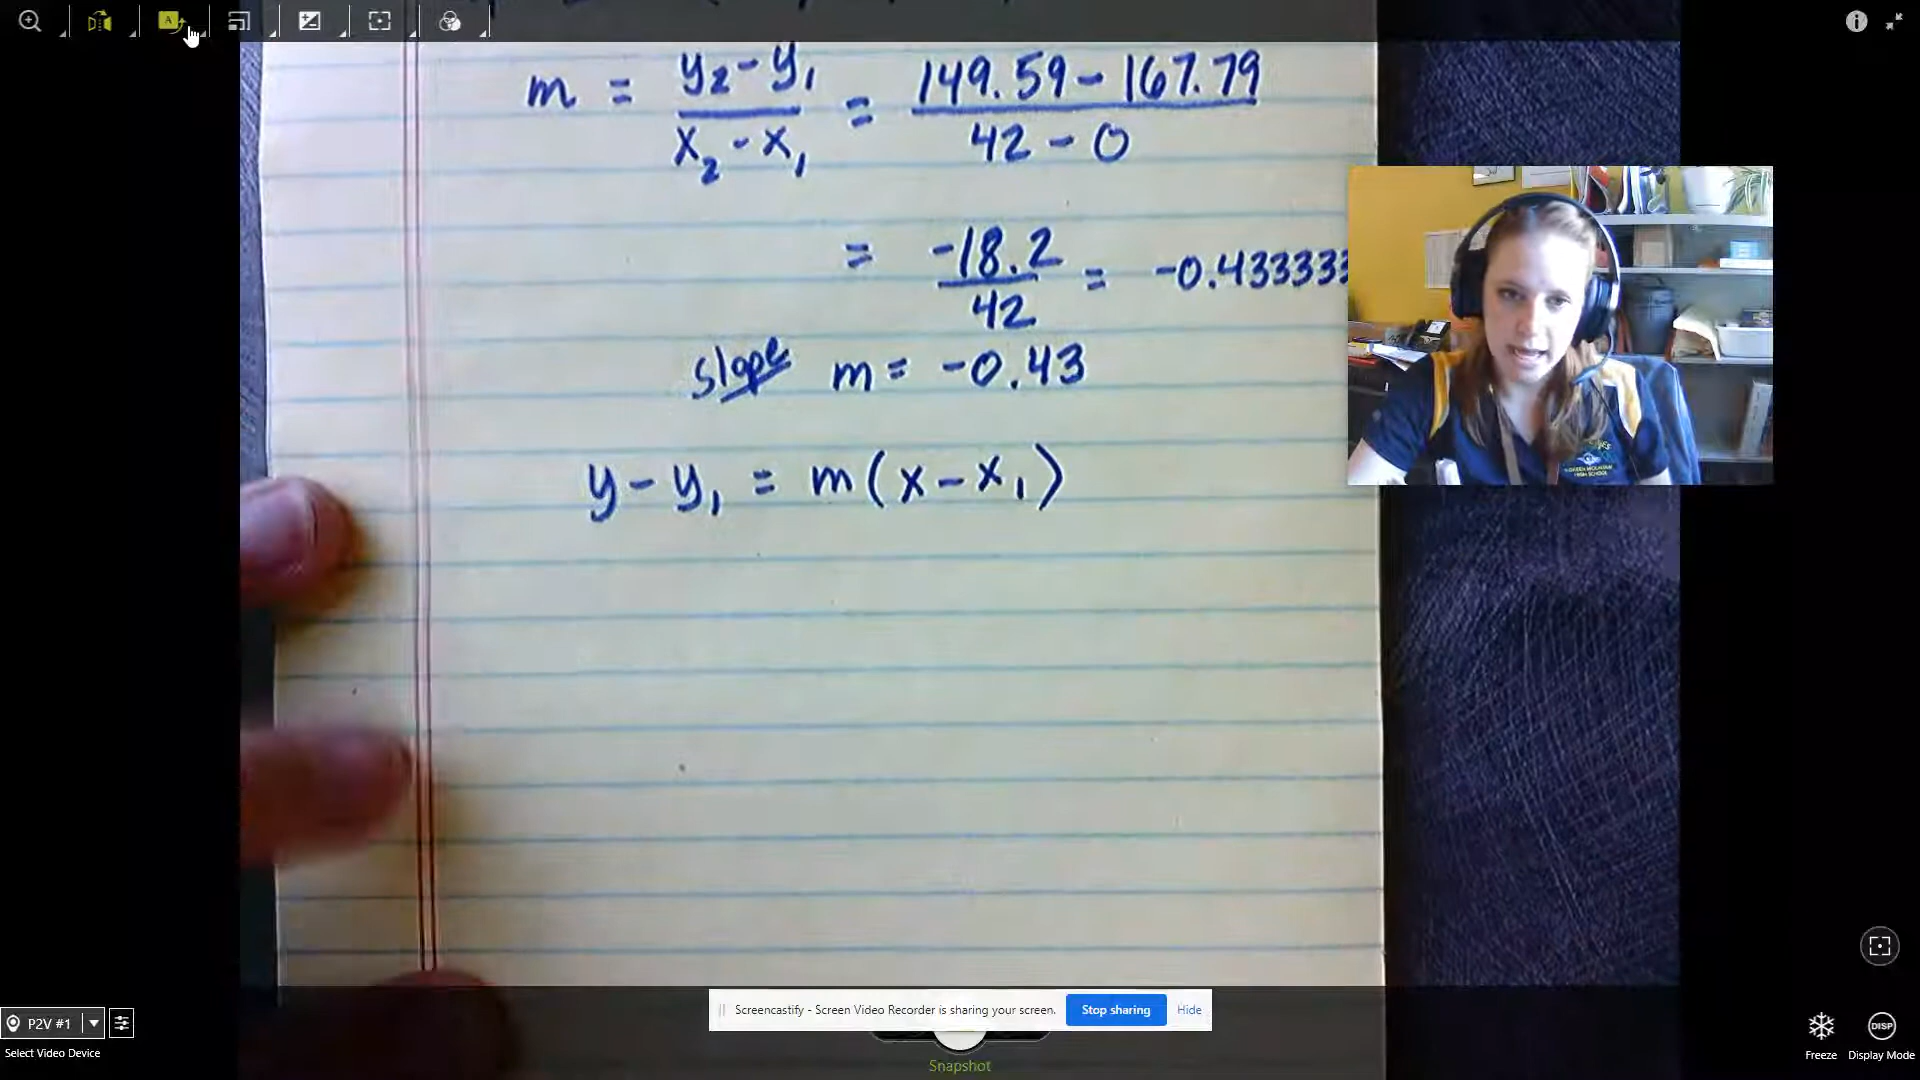 m = y₂ - y₁ / x₂ - x₁ = 149.59 - 167.79 / 42 - 0
= -18.2 / 42 = -0.433333
slope m = -0.43
y - y₁ = m(x - x₁)
P2V #1
Select Video Device
Screencastify - Screen Video Recorder is sharing your screen.
Stop sharing
Hide
Snapshot
Freeze
DISP
Display Mode